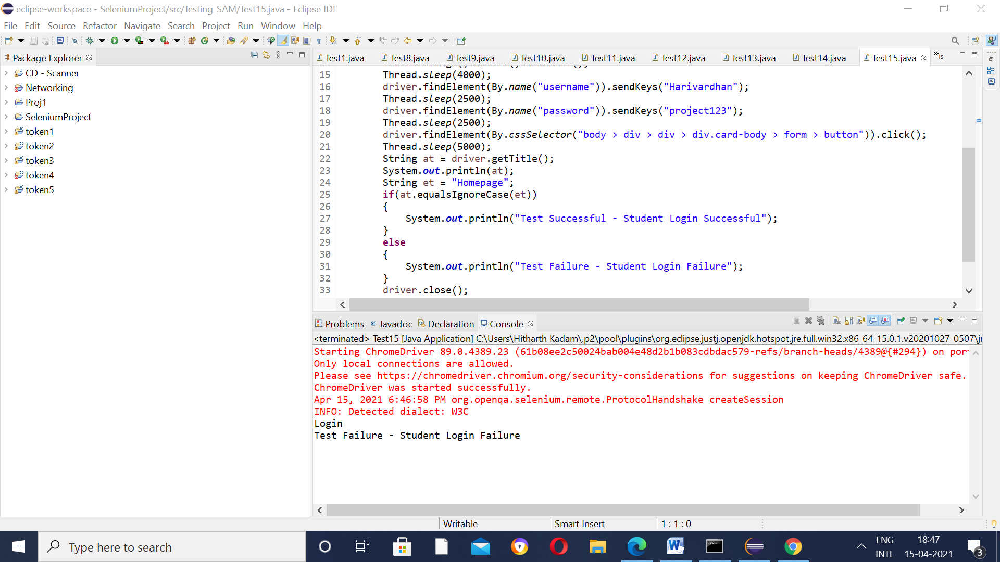 eclipse-workspace - SeleniumProject/src/Testing_SAM/Test15.java - Eclipse IDE
File Edit Source Refactor Navigate Search Project Run Window Help
Package Explorer
CD - Scanner
Networking
Proj1
SeleniumProject
token1
token2
token3
token4
token5
Test1.java Test8.java Test9.java Test10.java Test11.java Test12.java Test13.java Test14.java Test15.java »15
15 Thread.sleep(4000);
16 driver.findElement(By.name("username")).sendKeys("Harivardhan");
17 Thread.sleep(2500);
18 driver.findElement(By.name("password")).sendKeys("project123");
19 Thread.sleep(2500);
20 driver.findElement(By.cssSelector("body > div > div > div.card-body > form > button")).click();
21 Thread.sleep(5000);
22 String at = driver.getTitle();
23 System.out.println(at);
24 String et = "Homepage";
25 if(at.equalsIgnoreCase(et))
26 {
27 System.out.println("Test Successful - Student Login Successful");
28 }
29 else
30 {
31 System.out.println("Test Failure - Student Login Failure");
32 }
33 driver.close();
Problems @ Javadoc Declaration Console
<terminated> Test15 [Java Application] C:\Users\Hitharth Kadam\.p2\pool\plugins\org.eclipse.justj.openjdk.hotspot.jre.full.win32.x86_64_15.0.1.v20201027-0507\j
Starting ChromeDriver 89.0.4389.23 (61b08ee2c50024bab004e48d2b1b083cdbdac579-refs/branch-heads/4389@{#294}) on por
Only local connections are allowed.
Please see https://chromedriver.chromium.org/security-considerations for suggestions on keeping ChromeDriver safe.
ChromeDriver was started successfully.
Apr 15, 2021 6:46:58 PM org.openqa.selenium.remote.ProtocolHandshake createSession
INFO: Detected dialect: W3C
Login
Test Failure - Student Login Failure
Writable Smart Insert 1 : 1 : 0
Type here to search
ENG 18:47
INTL 15-04-2021 3